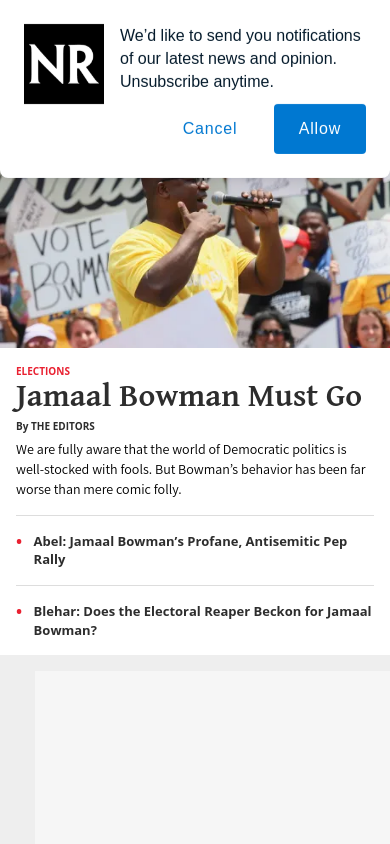 NR
We’d like to send you notifications
of our latest news and opinion.
Unsubscribe anytime.
Cancel
Allow
VOTE
BOWMAN
ELECTIONS
Jamaal Bowman Must Go
By THE EDITORS
We are fully aware that the world of Democratic politics is
well-stocked with fools. But Bowman’s behavior has been far
worse than mere comic folly.
• Abel: Jamaal Bowman’s Profane, Antisemitic Pep
Rally
• Blehar: Does the Electoral Reaper Beckon for Jamaal
Bowman?